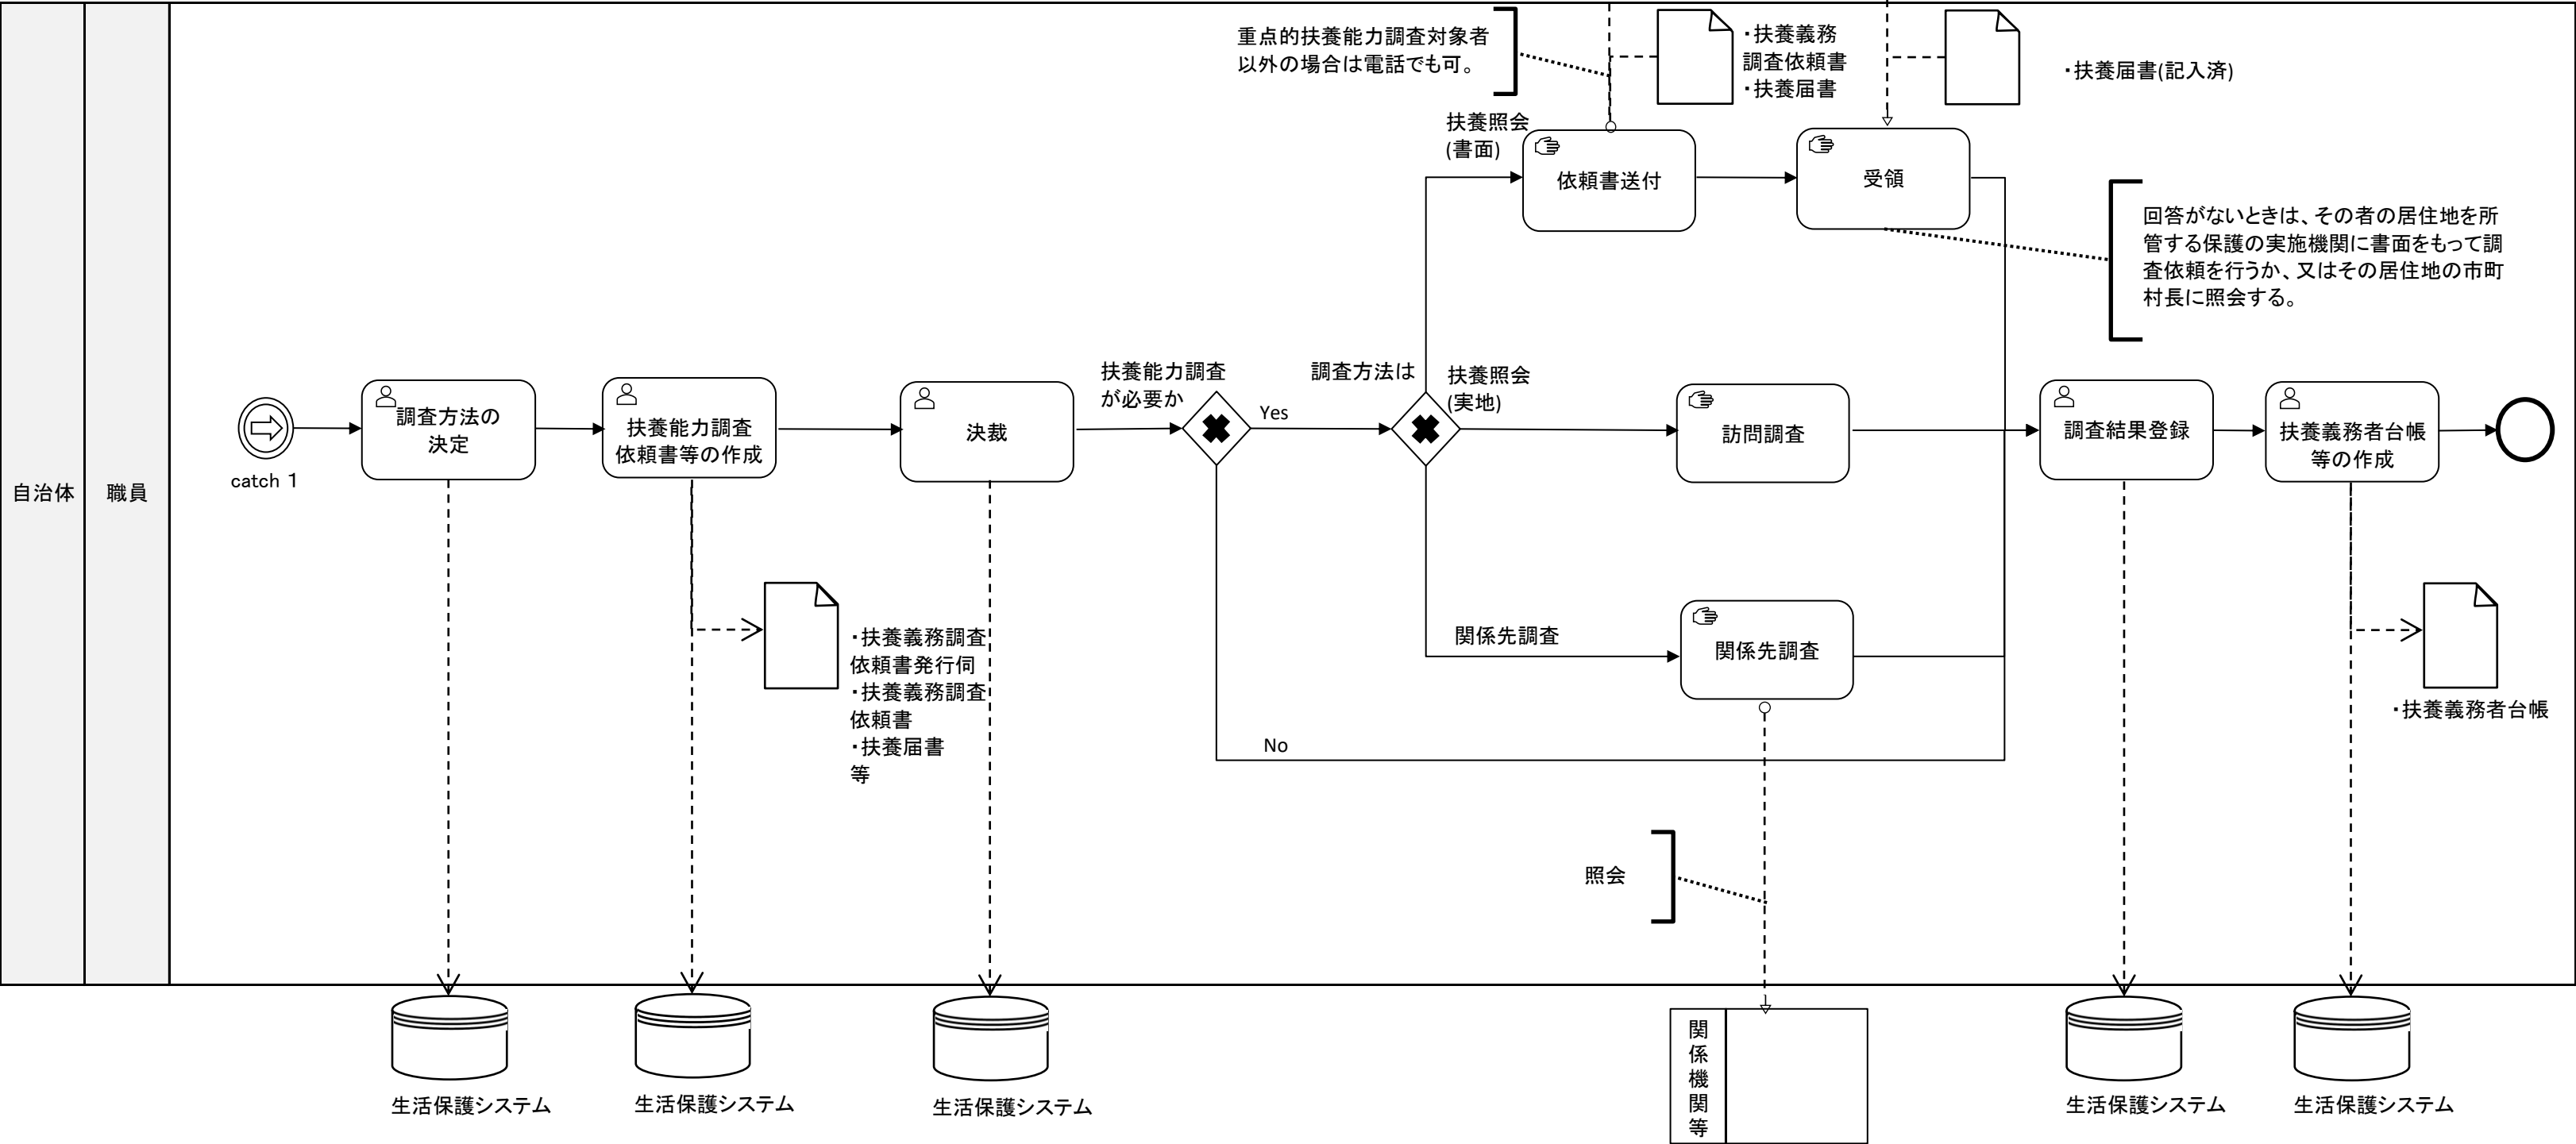 自治体
職員
catch 1
調査方法の
決定
扶養能力調査
依頼書等の作成
・扶養義務調査
依頼書発行伺
・扶養義務調査
依頼書
・扶養届書
等
決裁
扶養能力調査
が必要か
Yes
No
調査方法は
扶養照会
(書面)
重点的扶養能力調査対象者
以外の場合は電話でも可。
依頼書送付
・扶養義務
調査依頼書
・扶養届書
受領
・扶養届書(記入済)
回答がないときは、その者の居住地を所
管する保護の実施機関に書面をもって調
査依頼を行うか、又はその居住地の市町
村長に照会する。
扶養照会
(実地)
訪問調査
関係先調査
関係先調査
照会
調査結果登録
扶養義務者台帳
等の作成
・扶養義務者台帳
生活保護システム
生活保護システム
生活保護システム
関
係
機
関
等
生活保護システム
生活保護システム